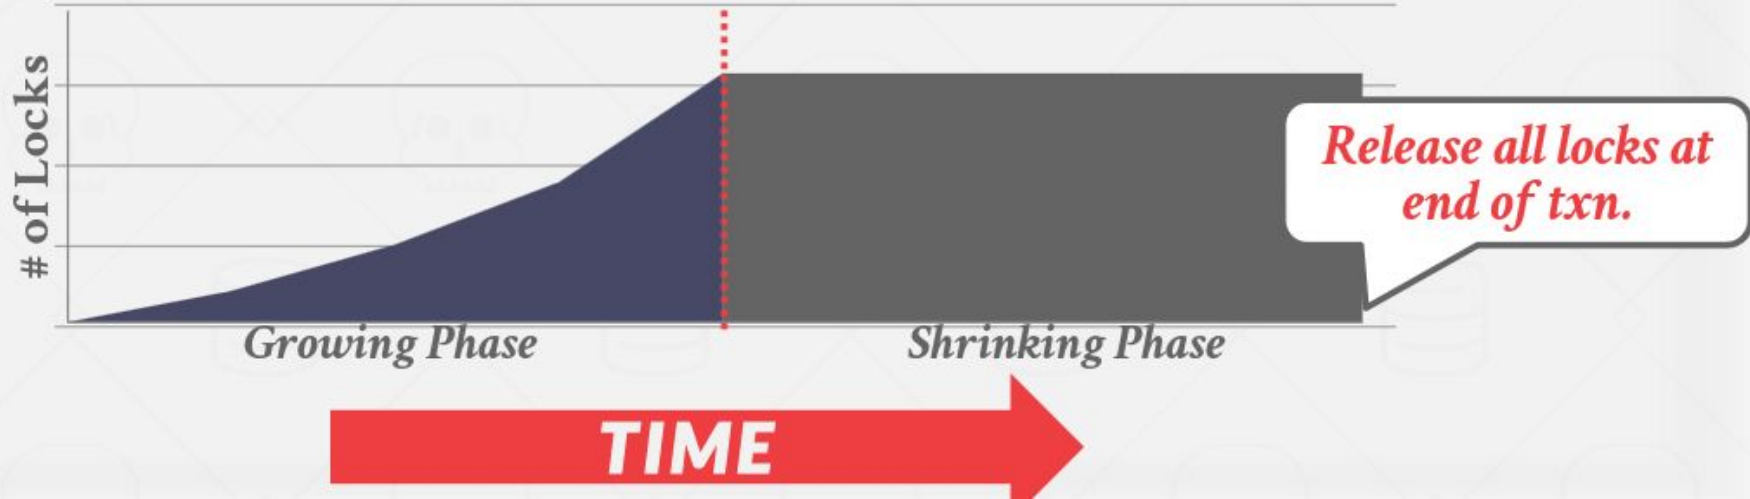 # of Locks
Release all locks at
end of txn.
Growing Phase
Shrinking Phase
TIME